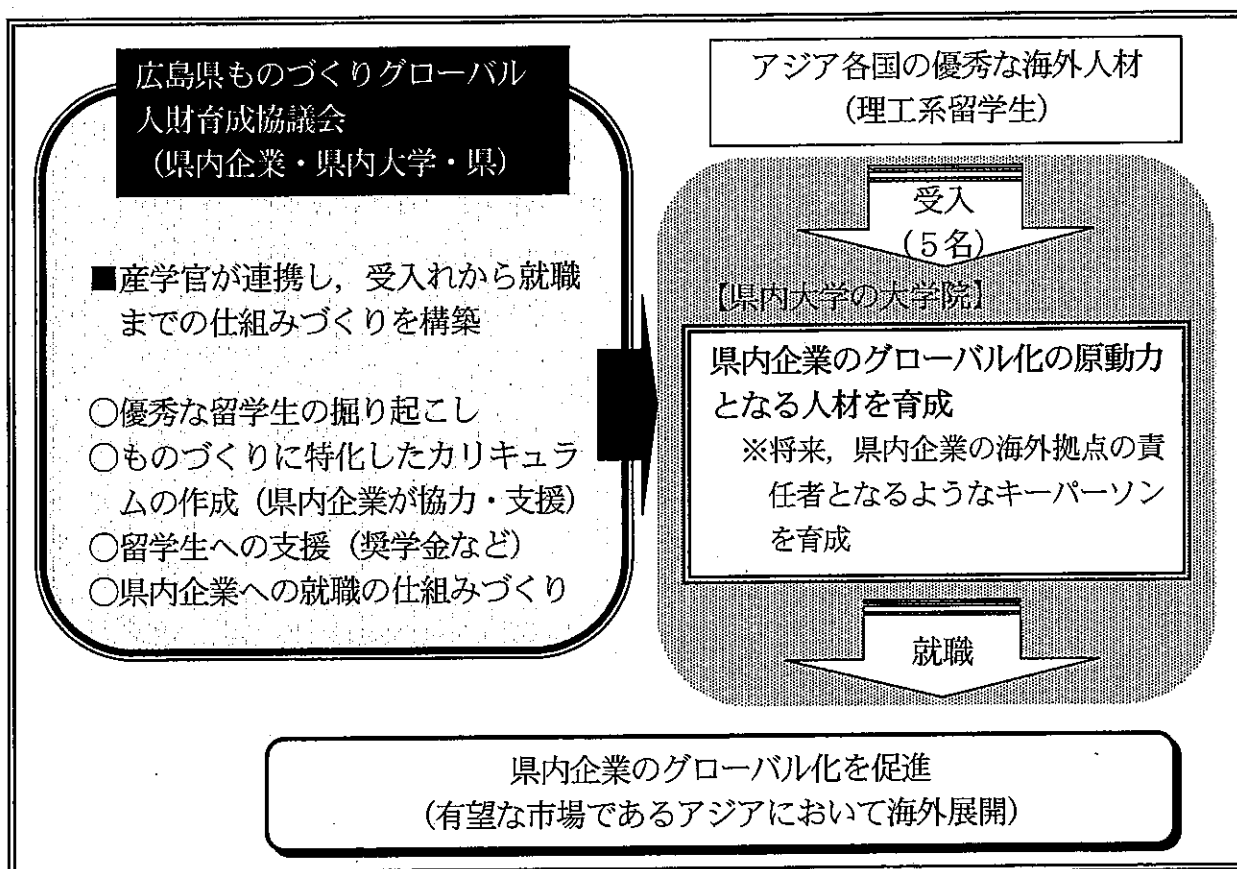 広島県ものづくりグローバル
人財育成協議会
(県内企業・県内大学・県)
■産学官が連携し，受入れから就職
までの仕組みづくりを構築
○優秀な留学生の掘り起こし
○ものづくりに特化したカリキュラ
ムの作成（県内企業が協力・支援）
○留学生への支援（奨学金など）
○県内企業への就職の仕組みづくり
アジア各国の優秀な海外人材
(理工系留学生)
受入
(５名)
【県内大学の大学院】
県内企業のグローバル化の原動力
となる人材を育成
※将来，県内企業の海外拠点の責
任者となるようなキーパーソン
を育成
就職
県内企業のグローバル化を促進
(有望な市場であるアジアにおいて海外展開)